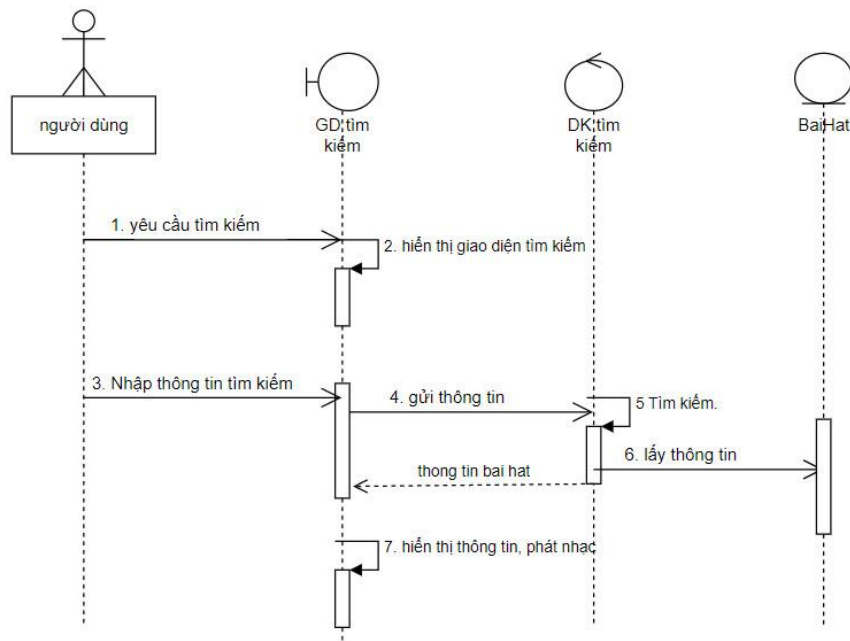 người dùng
GD tìm
kiếm
DK tìm
kiếm
BaiHat
1. yêu cầu tìm kiếm
2. hiển thị giao diện tìm kiếm
3. Nhập thông tin tìm kiếm
4. gửi thông tin
5 Tìm kiếm.
6. lấy thông tin
thong tin bai hat
7. hiển thị thông tin, phát nhạc